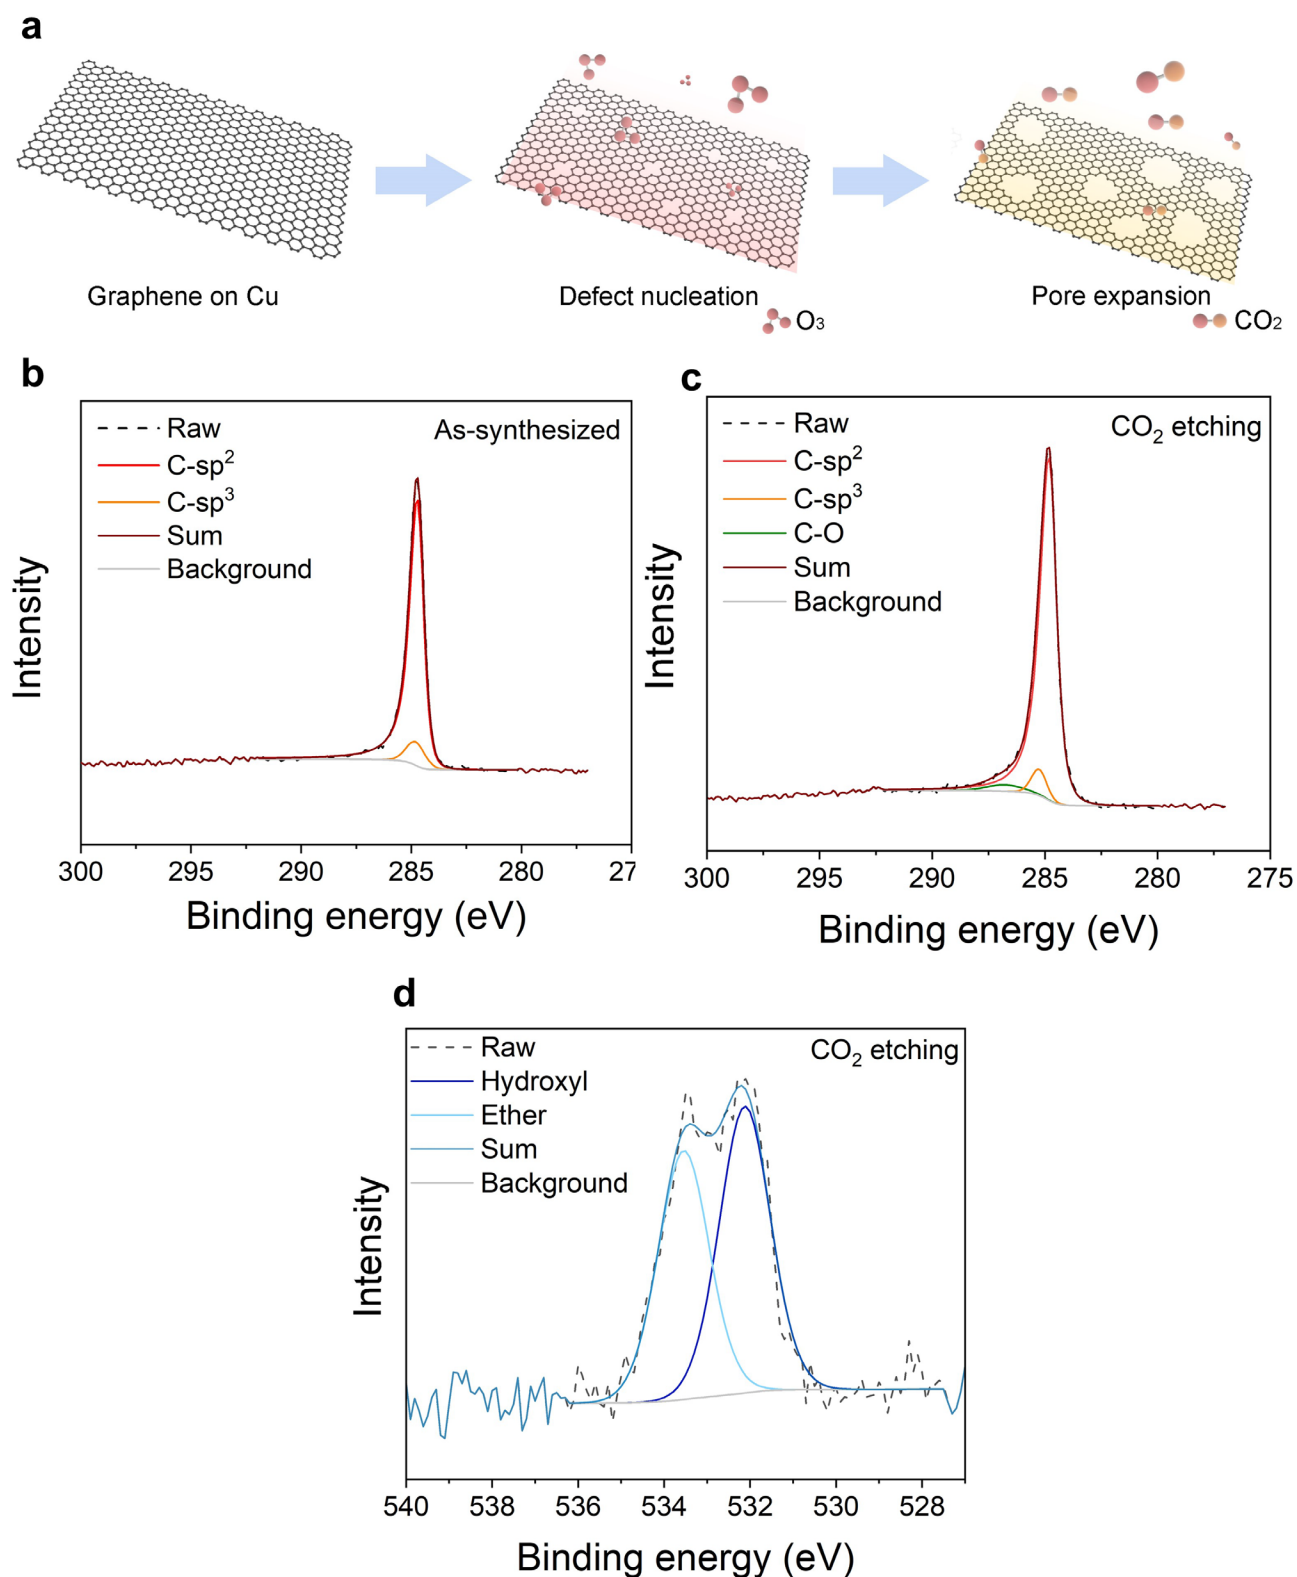 a
Graphene on Cu
Defect nucleation
Pore expansion
O₃
CO₂
b
Raw
C-sp²
C-sp³
Sum
Background
As-synthesized
Intensity
300 295 290 285 280 27
Binding energy (eV)
c
Raw
C-sp²
C-sp³
C-O
Sum
Background
CO₂ etching
Intensity
300 295 290 285 280 275
Binding energy (eV)
d
Raw
Hydroxyl
Ether
Sum
Background
CO₂ etching
Intensity
540 538 536 534 532 530 528
Binding energy (eV)